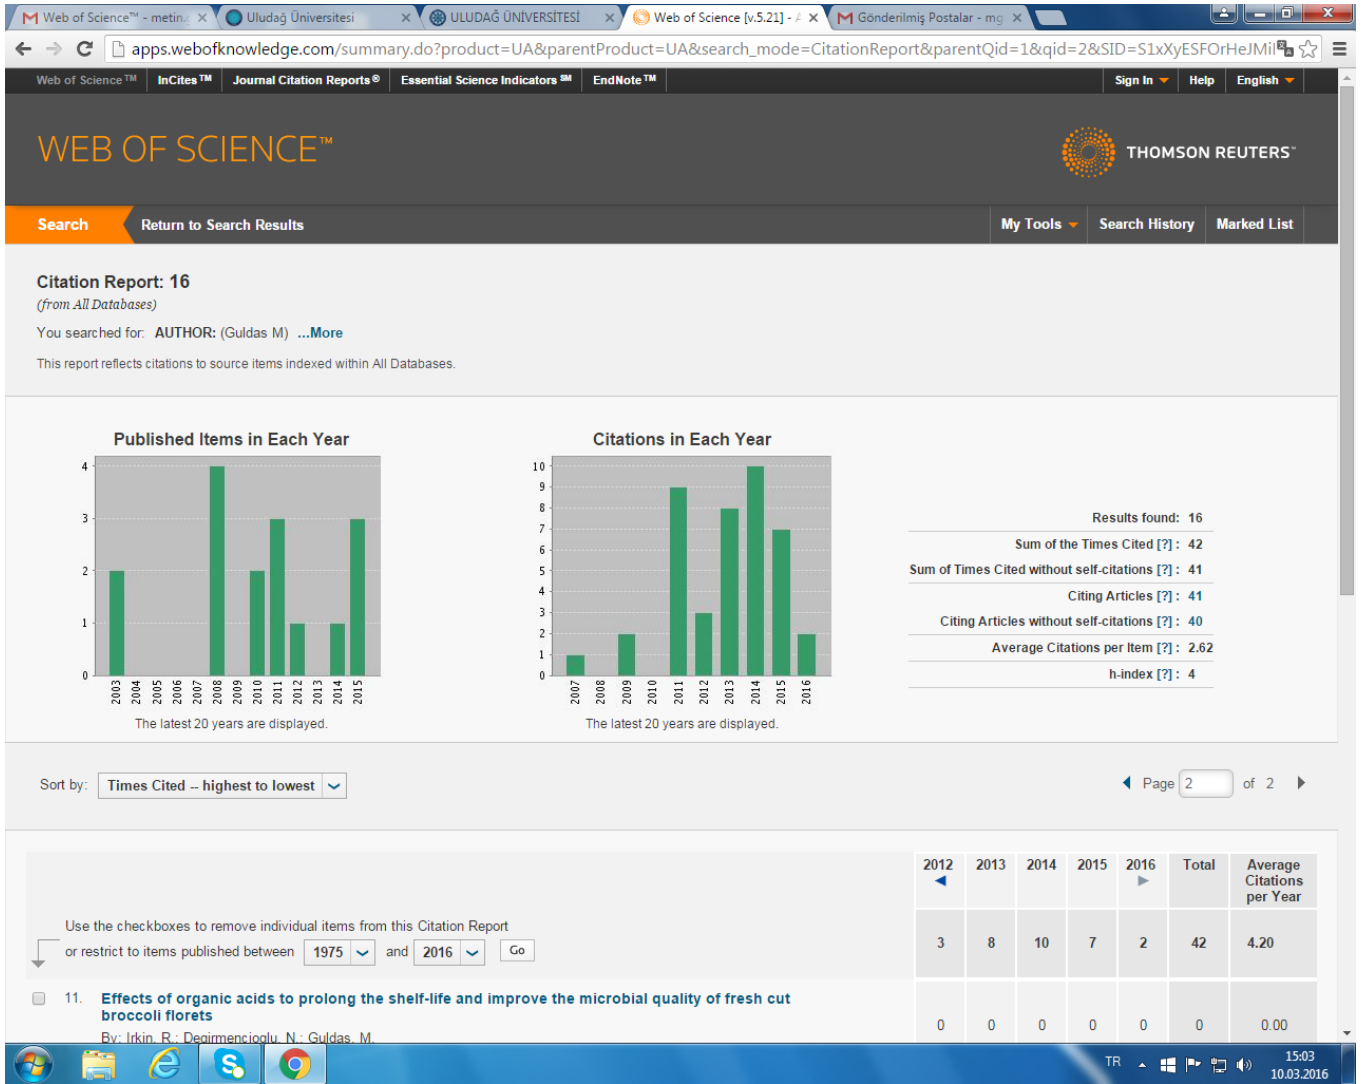 Web of Science™ - metin.
Uludağ Üniversitesi
ULUDAĞ ÜNİVERSİTESİ
Web of Science [v.5.21] - A
Gönderilmiş Postalar - mg
apps.webofknowledge.com/summary.do?product=UA&parentProduct=UA&search_mode=CitationReport&parentQid=1&qid=2&SID=S1xXyESFOrHeJMil
Web of Science™ InCites™ Journal Citation Reports® Essential Science Indicators℠ EndNote™ Sign In Help English
WEB OF SCIENCE™
THOMSON REUTERS™
Search Return to Search Results My Tools Search History Marked List
Citation Report: 16
(from All Databases)
You searched for: AUTHOR: (Guldas M) ...More
This report reflects citations to source items indexed within All Databases.
Published Items in Each Year
4
3
2
1
0
2003 2004 2005 2006 2007 2008 2009 2010 2011 2012 2013 2014 2015
The latest 20 years are displayed.
Citations in Each Year
10
9
8
7
6
5
4
3
2
1
0
2007 2008 2009 2010 2011 2012 2013 2014 2015 2016
The latest 20 years are displayed.
Results found: 16
Sum of the Times Cited [?] : 42
Sum of Times Cited without self-citations [?] : 41
Citing Articles [?] : 41
Citing Articles without self-citations [?] : 40
Average Citations per Item [?] : 2.62
h-index [?] : 4
Sort by: Times Cited -- highest to lowest
Page 2 of 2
2012 2013 2014 2015 2016 Total Average Citations per Year
Use the checkboxes to remove individual items from this Citation Report
or restrict to items published between 1975 and 2016 Go
3 8 10 7 2 42 4.20
11. Effects of organic acids to prolong the shelf-life and improve the microbial quality of fresh cut
broccoli florets
By: Irkin, R.; Degirmencioglu, N.; Guldas, M.
0 0 0 0 0 0 0.00
TR
15:03
10.03.2016